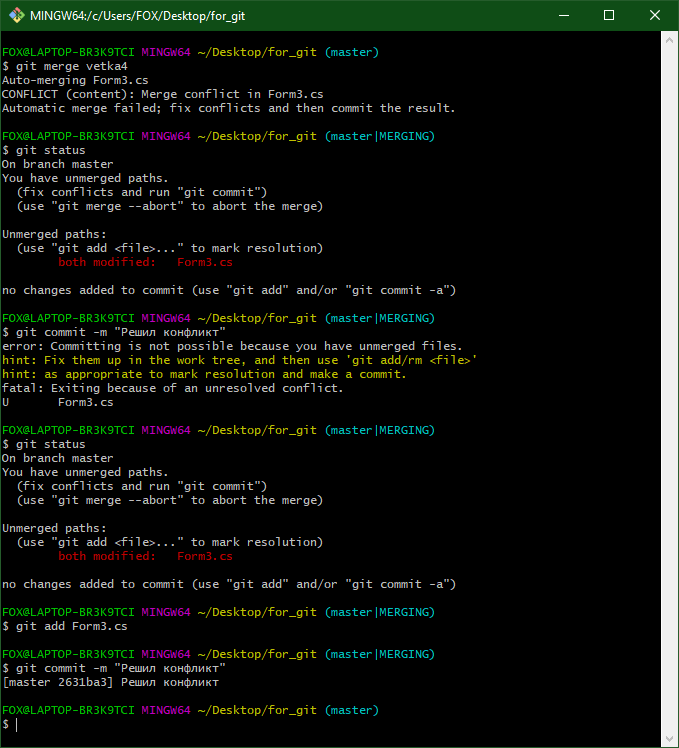 MINGW64:/c/Users/FOX/Desktop/for_git
FOX@LAPTOP-BR3K9TCI MINGW64 ~/Desktop/for_git (master)
$ git merge vetka4
Auto-merging Form3.cs
CONFLICT (content): Merge conflict in Form3.cs
Automatic merge failed; fix conflicts and then commit the result.
FOX@LAPTOP-BR3K9TCI MINGW64 ~/Desktop/for_git (master|MERGING)
$ git status
On branch master
You have unmerged paths.
  (fix conflicts and run "git commit")
  (use "git merge --abort" to abort the merge)
Unmerged paths:
  (use "git add <file>..." to mark resolution)
        both modified:   Form3.cs
no changes added to commit (use "git add" and/or "git commit -a")
FOX@LAPTOP-BR3K9TCI MINGW64 ~/Desktop/for_git (master|MERGING)
$ git commit -m "Решил конфликт"
error: Committing is not possible because you have unmerged files.
hint: Fix them up in the work tree, and then use 'git add/rm <file>'
hint: as appropriate to mark resolution and make a commit.
fatal: Exiting because of an unresolved conflict.
U       Form3.cs
FOX@LAPTOP-BR3K9TCI MINGW64 ~/Desktop/for_git (master|MERGING)
$ git status
On branch master
You have unmerged paths.
  (fix conflicts and run "git commit")
  (use "git merge --abort" to abort the merge)
Unmerged paths:
  (use "git add <file>..." to mark resolution)
        both modified:   Form3.cs
no changes added to commit (use "git add" and/or "git commit -a")
FOX@LAPTOP-BR3K9TCI MINGW64 ~/Desktop/for_git (master|MERGING)
$ git add Form3.cs
FOX@LAPTOP-BR3K9TCI MINGW64 ~/Desktop/for_git (master|MERGING)
$ git commit -m "Решил конфликт"
[master 2631ba3] Решил конфликт
FOX@LAPTOP-BR3K9TCI MINGW64 ~/Desktop/for_git (master)
$